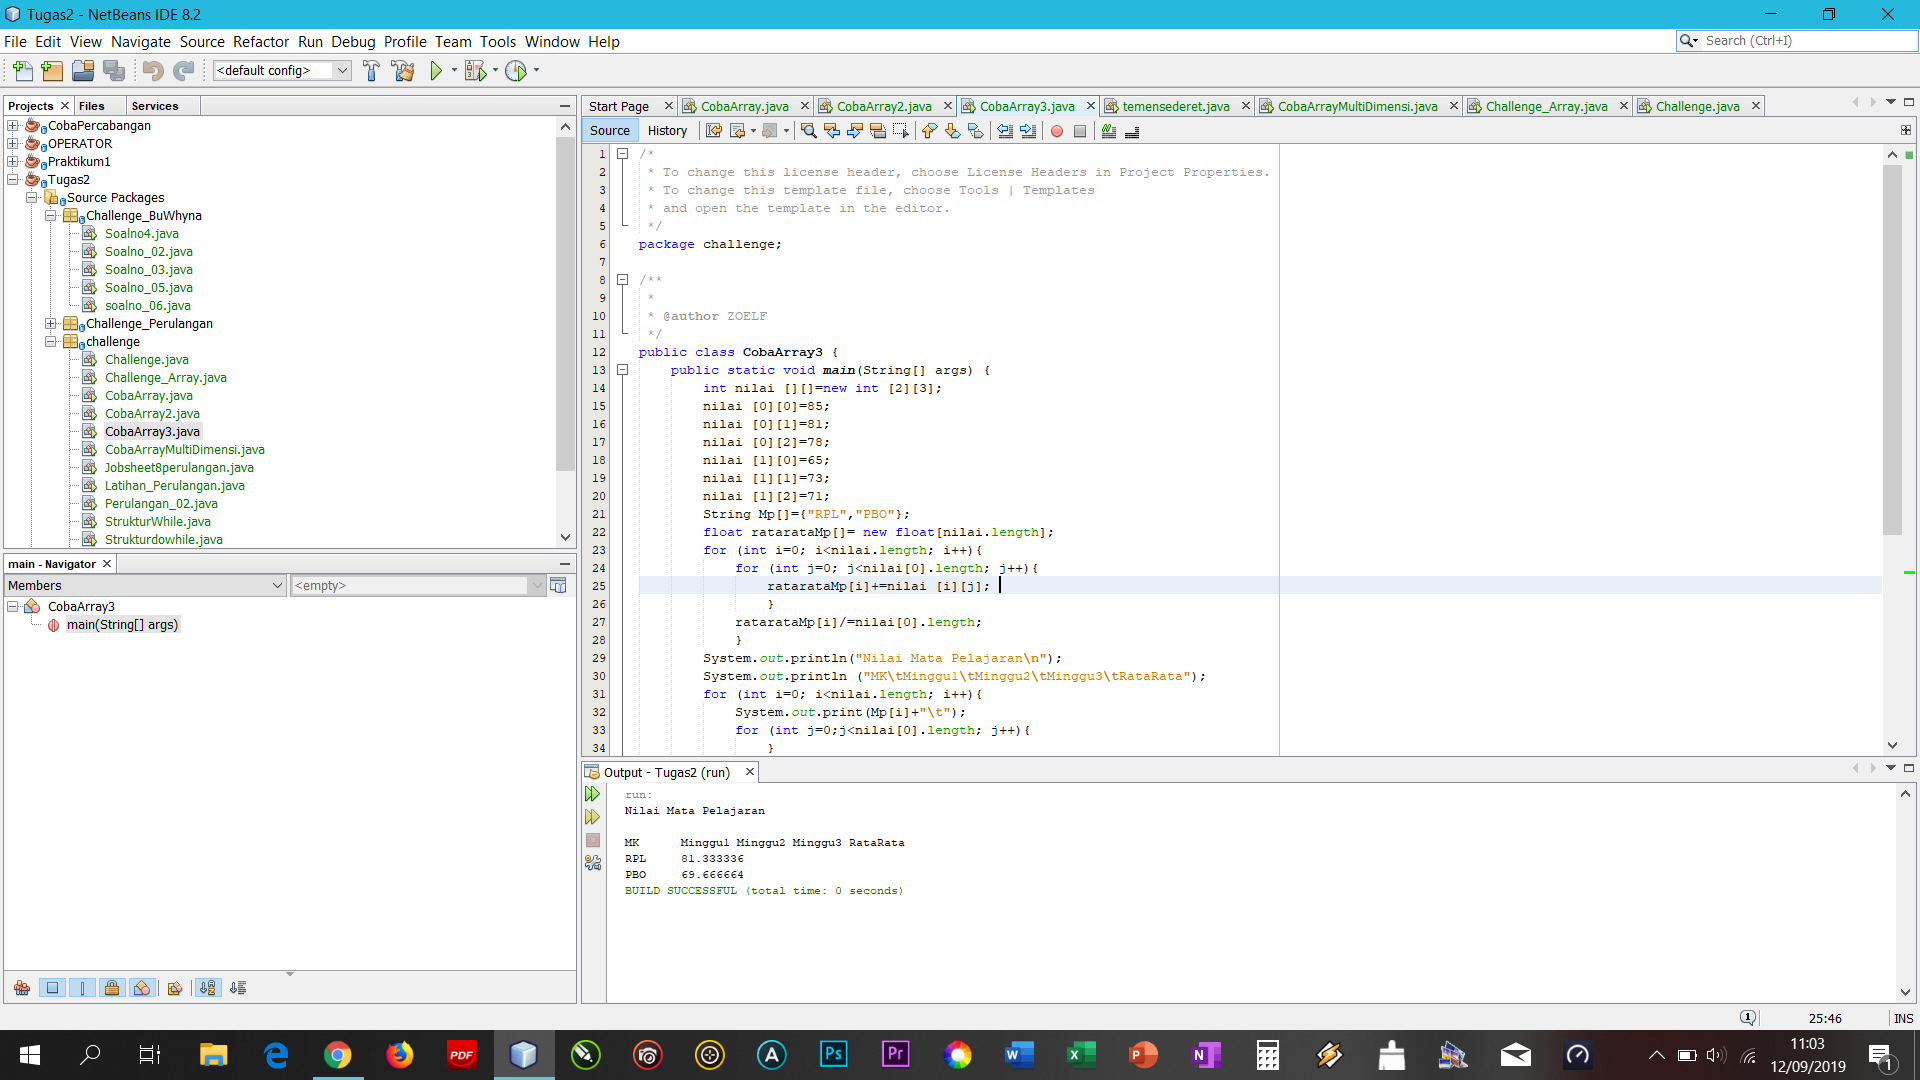 Tugas2 - NetBeans IDE 8.2
File Edit View Navigate Source Refactor Run Debug Profile Team Tools Window Help
Search (Ctrl+I)
<default config>
Projects Files Services
CobaPercabangan
OPERATOR
Praktikum1
Tugas2
Source Packages
Challenge_BuWhyna
Soalno4.java
Soalno_02.java
Soalno_03.java
Soalno_05.java
soalno_06.java
Challenge_Perulangan
challenge
Challenge.java
Challenge_Array.java
CobaArray.java
CobaArray2.java
CobaArray3.java
CobaArrayMultiDimensi.java
Jobsheet8perulangan.java
Latihan_Perulangan.java
Perulangan_02.java
StrukturWhile.java
Strukturdowhile.java
main - Navigator
Members <empty>
CobaArray3
main(String[] args)
Start Page CobaArray.java CobaArray2.java CobaArray3.java temensederet.java CobaArrayMultiDimensi.java Challenge_Array.java Challenge.java
Source History
1 /*
2 * To change this license header, choose License Headers in Project Properties.
3 * To change this template file, choose Tools | Templates
4 * and open the template in the editor.
5 */
6 package challenge;
7
8 /**
9 *
10 * @author ZOELF
11 */
12 public class CobaArray3 {
13 public static void main(String[] args) {
14 int nilai [][]=new int [2][3];
15 nilai [0][0]=85;
16 nilai [0][1]=81;
17 nilai [0][2]=78;
18 nilai [1][0]=65;
19 nilai [1][1]=73;
20 nilai [1][2]=71;
21 String Mp[]={"RPL","PBO"};
22 float ratarataMp[]= new float[nilai.length];
23 for (int i=0; i<nilai.length; i++){
24 for (int j=0; j<nilai[0].length; j++){
25 ratarataMp[i]+=nilai [i][j];
26 }
27 ratarataMp[i]/=nilai[0].length;
28 }
29 System.out.println("Nilai Mata Pelajaran\n");
30 System.out.println ("MK\tMinggu1\tMinggu2\tMinggu3\tRataRata");
31 for (int i=0; i<nilai.length; i++){
32 System.out.print(Mp[i]+"\t");
33 for (int j=0;j<nilai[0].length; j++){
34 }
Output - Tugas2 (run)
run:
Nilai Mata Pelajaran
MK Minggu1 Minggu2 Minggu3 RataRata
RPL 81.333336
PBO 69.666664
BUILD SUCCESSFUL (total time: 0 seconds)
25:46 INS
11:03
12/09/2019